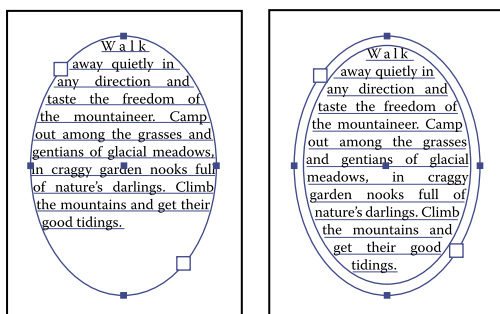 Walk
away quietly in
any direction and
taste the freedom of
the mountaineer. Camp
out among the grasses and
gentians of glacial meadows,
in craggy garden nooks full
of nature's darlings. Climb
the mountains and get their
good tidings.
Walk
away quietly in
any direction and
taste the freedom of
the mountaineer. Camp
out among the grasses
and gentians of glacial
meadows, in craggy
garden nooks full of
nature's darlings. Climb
the mountains and
get their good
tidings.